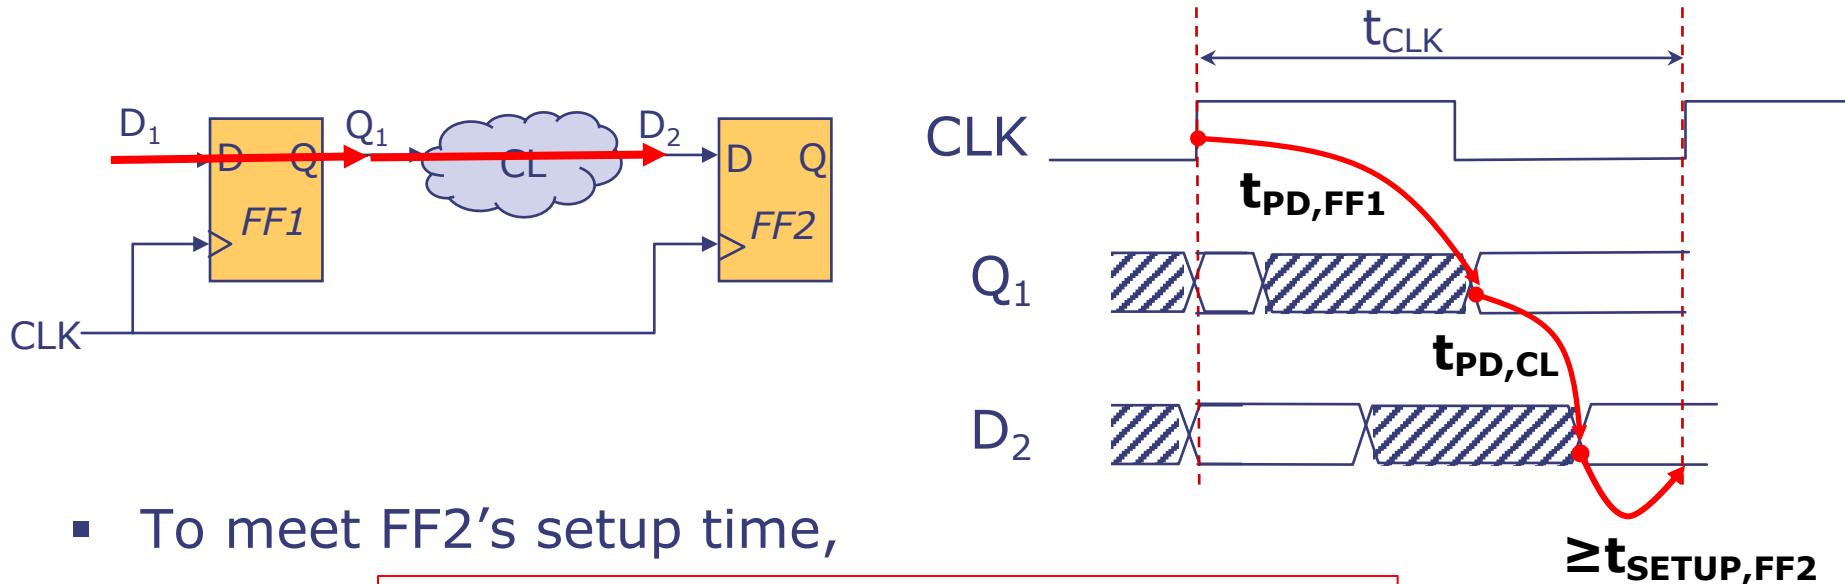 D1 Q1 D2
D Q CL D Q
FF1 FF2
CLK
tCLK
CLK
tPD,FF1
Q1
tPD,CL
D2
≥tSETUP,FF2
▪ To meet FF2's setup time,